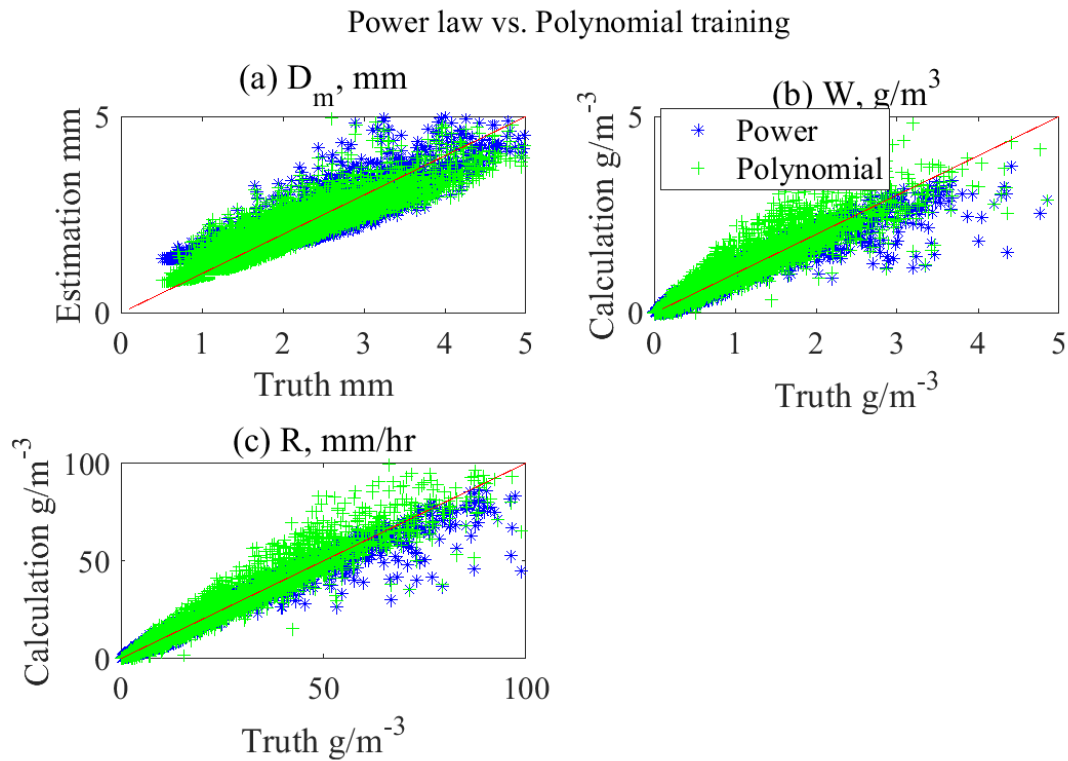 Power law vs. Polynomial training
(a) D_m, mm
5
0
0 1 2 3 4 5
Estimation mm
Truth mm
(b) W, g/m^3
Power
Polynomial
5
0
0 1 2 3 4 5
Calculation g/m^-3
Truth g/m^-3
(c) R, mm/hr
100
50
0
0 50 100
Calculation g/m^-3
Truth g/m^-3